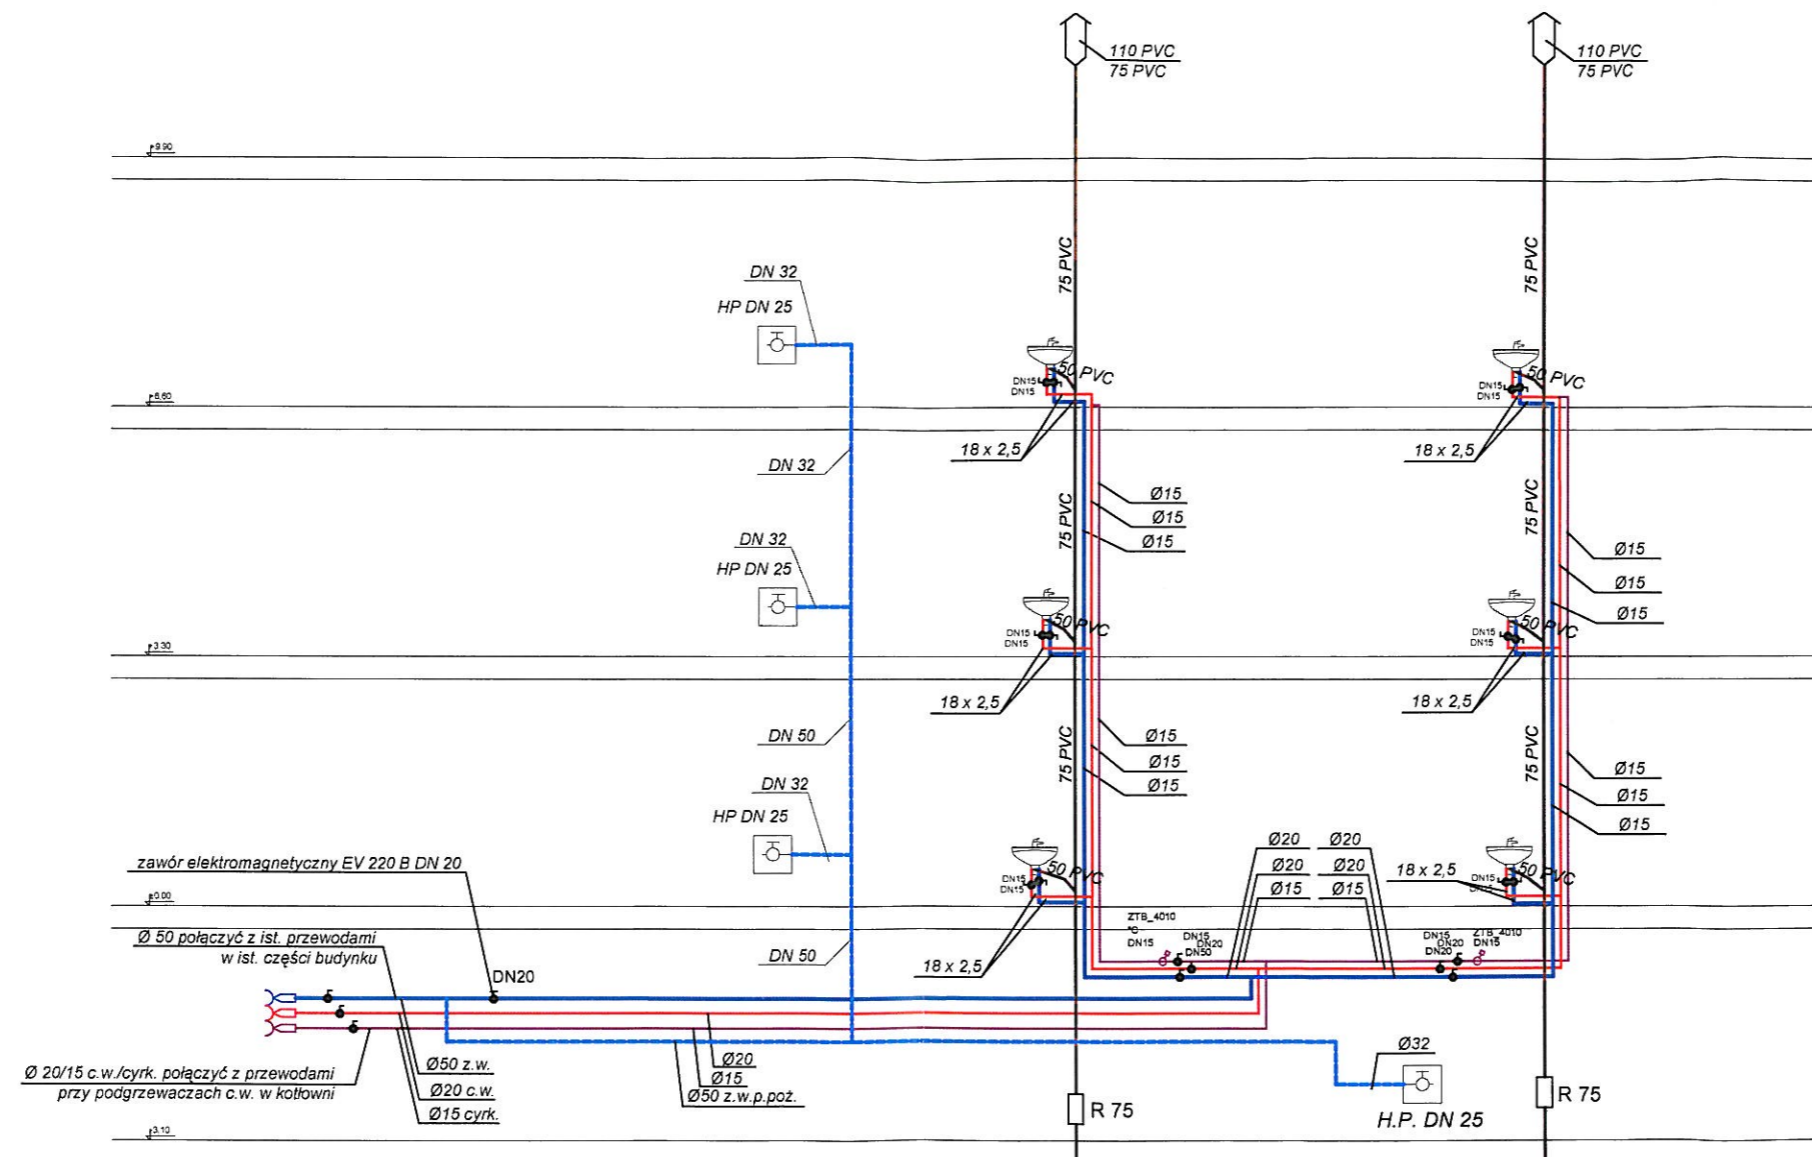 110 PVC
75 PVC
110 PVC
75 PVC
9.90
75 PVC
75 PVC
DN 32
HP DN 25
50 PVC
DN15
DN15
50 PVC
DN15
DN15
6.60
18 x 2,5
18 x 2,5
DN 32
75 PVC
75 PVC
Ø15
Ø15
Ø15
DN 32
HP DN 25
Ø15
Ø15
Ø15
50 PVC
DN15
DN15
50 PVC
DN15
DN15
3.30
18 x 2,5
18 x 2,5
DN 50
75 PVC
75 PVC
Ø15
Ø15
Ø15
Ø15
Ø15
Ø15
DN 32
HP DN 25
zawór elektromagnetyczny EV 220 B DN 20
50 PVC
DN15
DN15
Ø20
Ø20
Ø20
Ø20
Ø15
Ø15
18 x 2,5
50 PVC
DN15
DN15
0.00
Ø 50 połączyć z ist. przewodami
w ist. części budynku
DN 50
18 x 2,5
ZTB_4010
°C
DN15
DN15
DN20
DN50
DN15
DN20
DN20
ZTB_4010
DN15
DN20
Ø 20/15 c.w./cyrk. połączyć z przewodami
przy podgrzewaczach c.w. w kotłowni
Ø50 z.w.
Ø20 c.w.
Ø15 cyrk.
Ø20
Ø15
Ø50 z.w.p.poż.
Ø32
H.P. DN 25
R 75
R 75
3.10